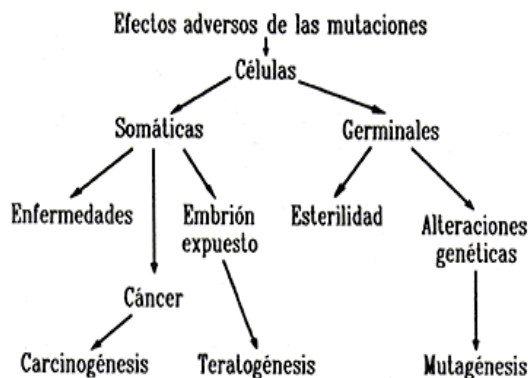 Efectos adversos de las mutaciones
Células
Somáticas
Germinales
Enfermedades
Embrión
expuesto
Esterilidad
Alteraciones
genéticas
Cáncer
Carcinogénesis
Teratogénesis
Mutagénesis